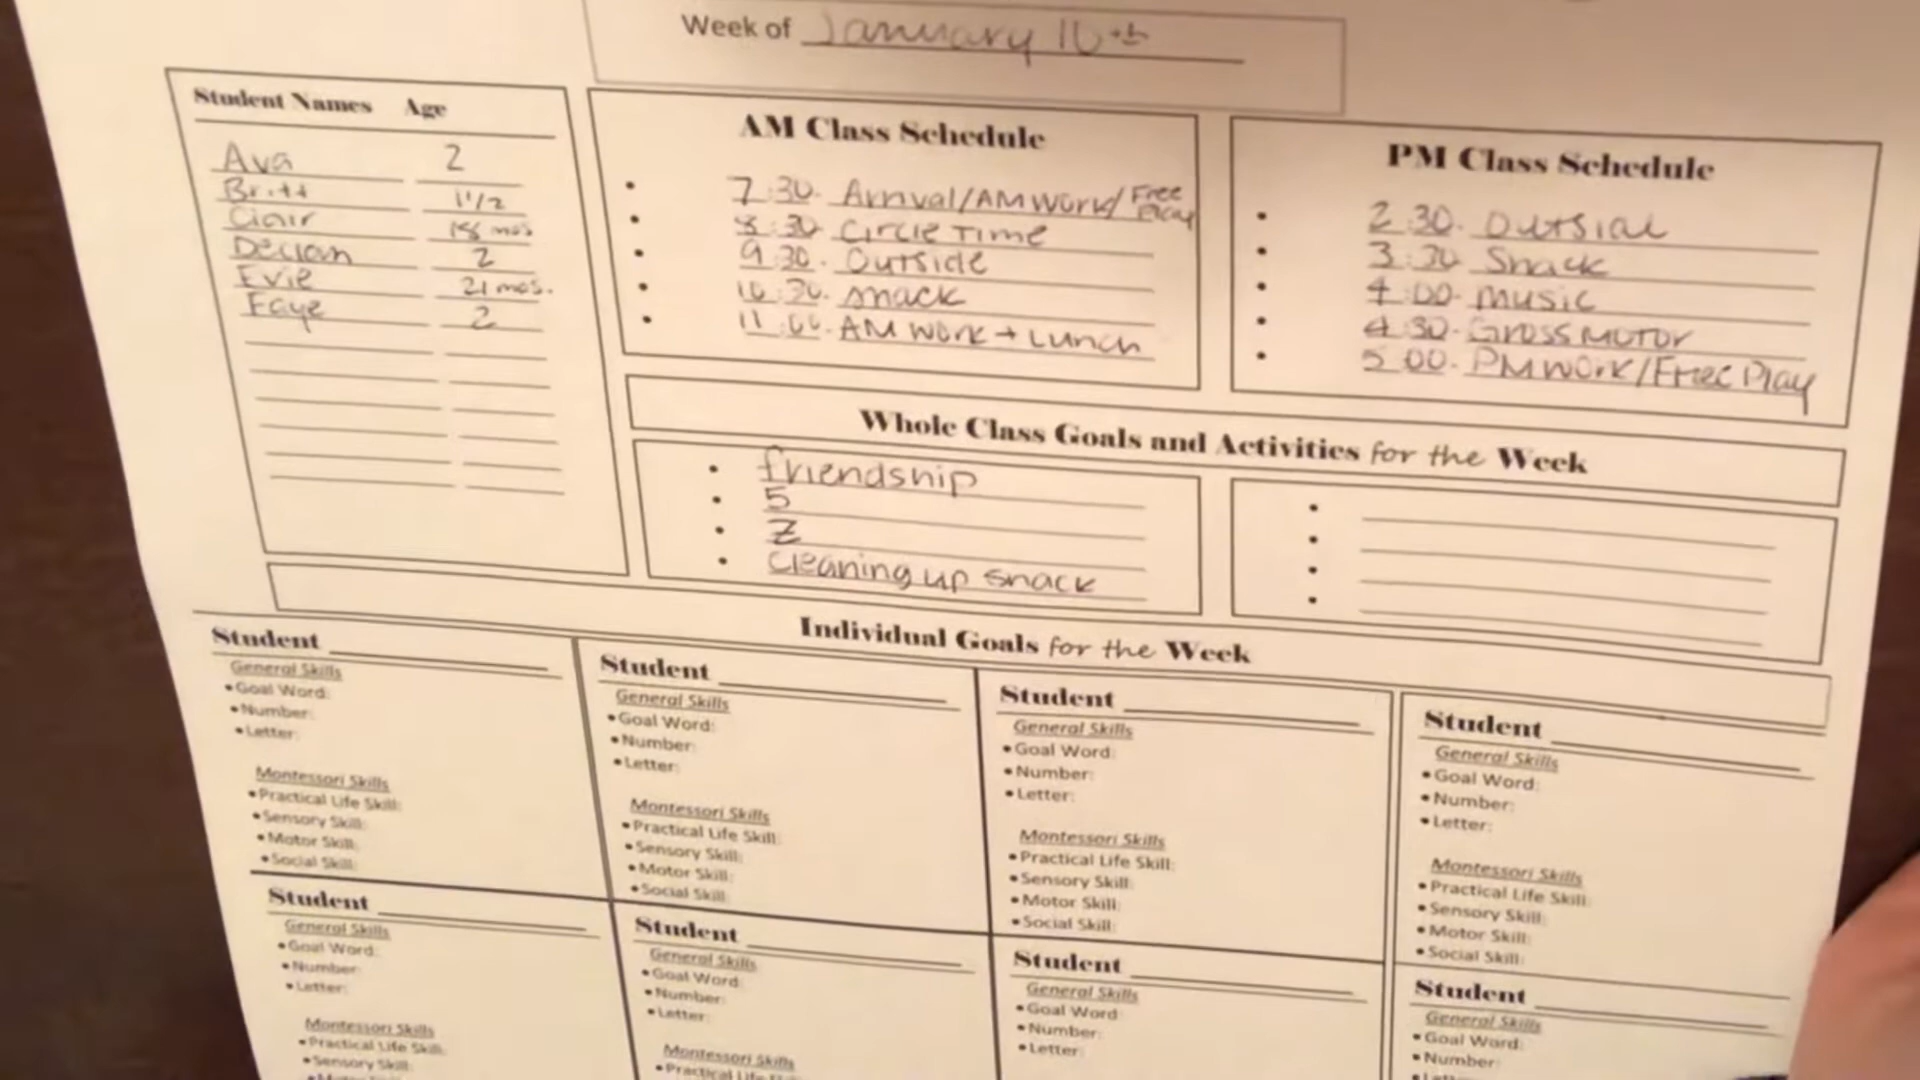 Week of January 10th
Student Names Age
Ava 2
Britt 1 1/2
Clair 18 mos
Declan 2
Evie 21 mos.
Faye 2
AM Class Schedule
• 7:30- Arrival/AM Work/Free Play
• 8:30- Circle Time
• 9:30- Outside
• 10:30- Snack
• 11:00- AM Work → Lunch
PM Class Schedule
• 2:30- Outside
• 3:30- Snack
• 4:00- Music
• 4:30- Gross Motor
• 5:00- PM Work/Free Play
Whole Class Goals and Activities for the Week
• friendship
• 5
• Z
• cleaning up snack
Individual Goals for the Week
Student
General Skills
• Goal Word:
• Number:
• Letter:
Montessori Skills
• Practical Life Skill:
• Sensory Skill:
• Motor Skill:
• Social Skill:
Student
General Skills
• Goal Word:
• Number:
• Letter:
Montessori Skills
• Practical Life Skill:
• Sensory Skill:
• Motor Skill:
• Social Skill:
Student
General Skills
• Goal Word:
• Number:
• Letter:
Montessori Skills
• Practical Life Skill:
• Sensory Skill:
• Motor Skill:
• Social Skill:
Student
General Skills
• Goal Word:
• Number:
• Letter:
Montessori Skills
• Practical Life Skill:
• Sensory Skill:
• Motor Skill:
• Social Skill:
Student
General Skills
• Goal Word:
• Number:
• Letter:
Montessori Skills
• Practical Life Skill:
• Sensory Skill:
Student
General Skills
• Goal Word:
• Number:
• Letter:
Montessori Skills
• Practical Life
Student
General Skills
• Goal Word:
• Number:
• Letter:
Student
General Skills
• Goal Word:
• Number: